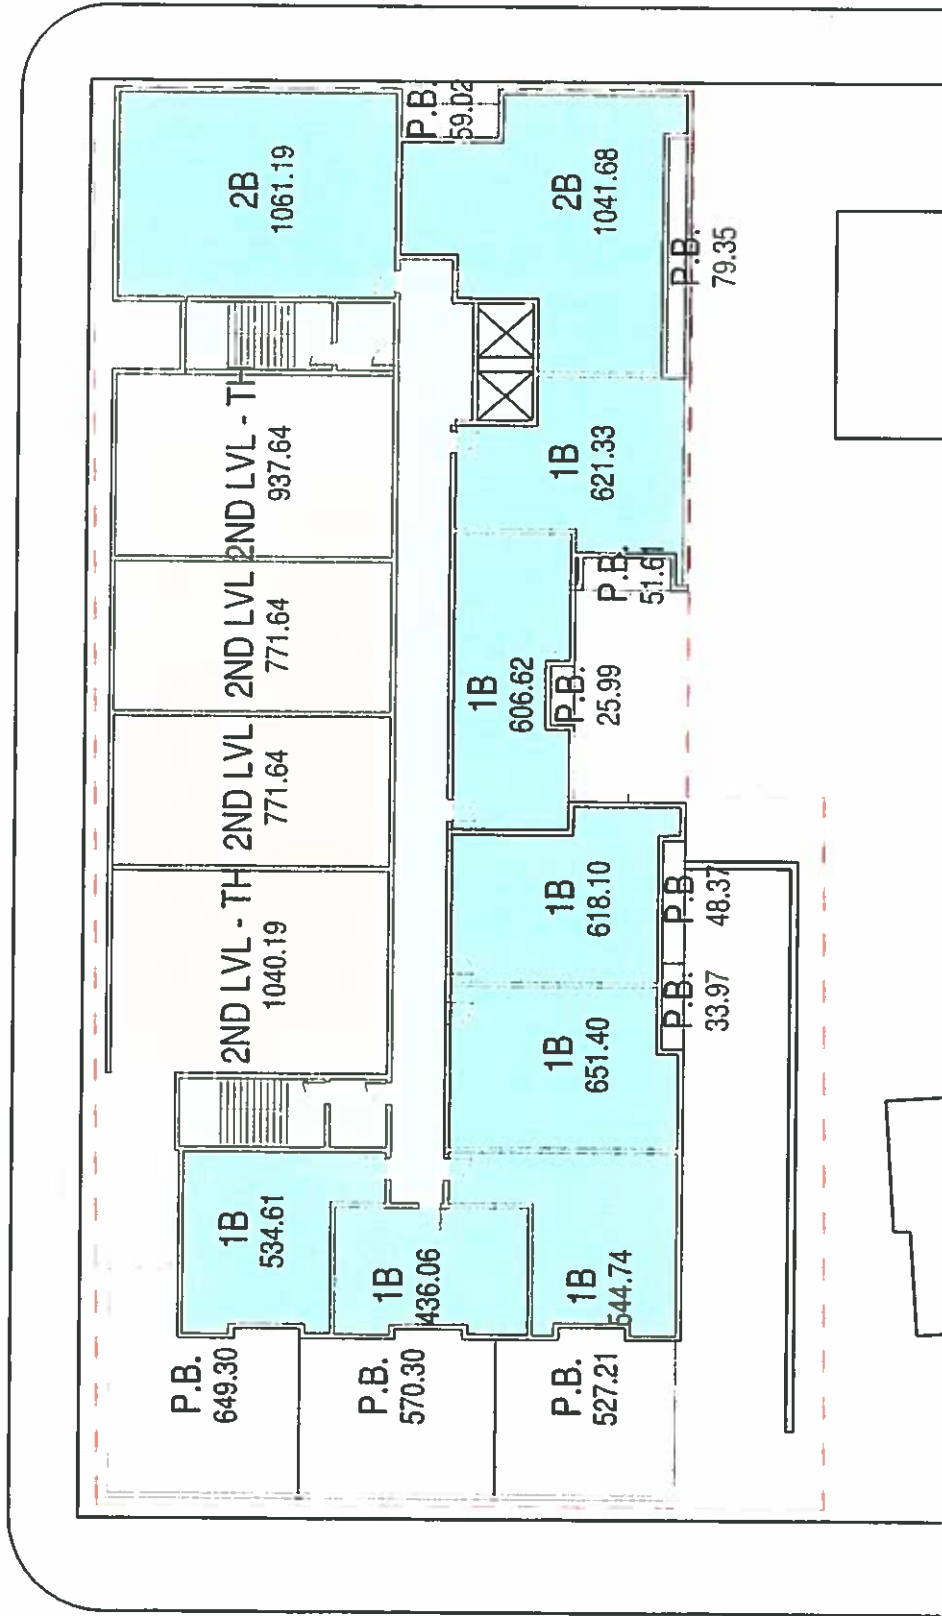 2B
1061.19
P.B.
59.02
2B
1041.68
P.B.
79.35
2ND LVL - TH
937.64
1B
621.33
P.B.
51.61
2ND LVL
771.64
1B
606.62
P.B.
25.99
2ND LVL
771.64
2ND LVL - TH
1040.19
1B
618.10
P.B
48.37
1B
651.40
P.B.
33.97
1B
534.61
1B
436.06
1B
544.74
P.B.
649.30
P.B.
570.30
P.B.
527.21